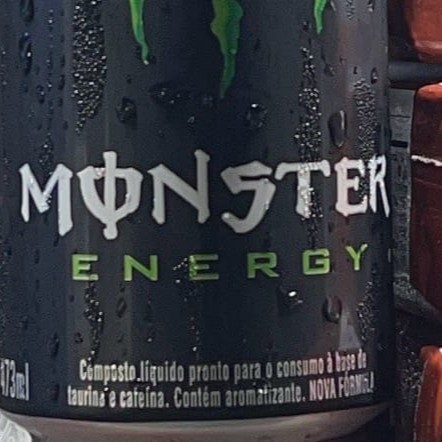 MONSTER
ENERGY
473ml
Composto líquido pronto para o consumo à base de
taurina e cafeína. Contém aromatizante. NOVA FÓRMULA